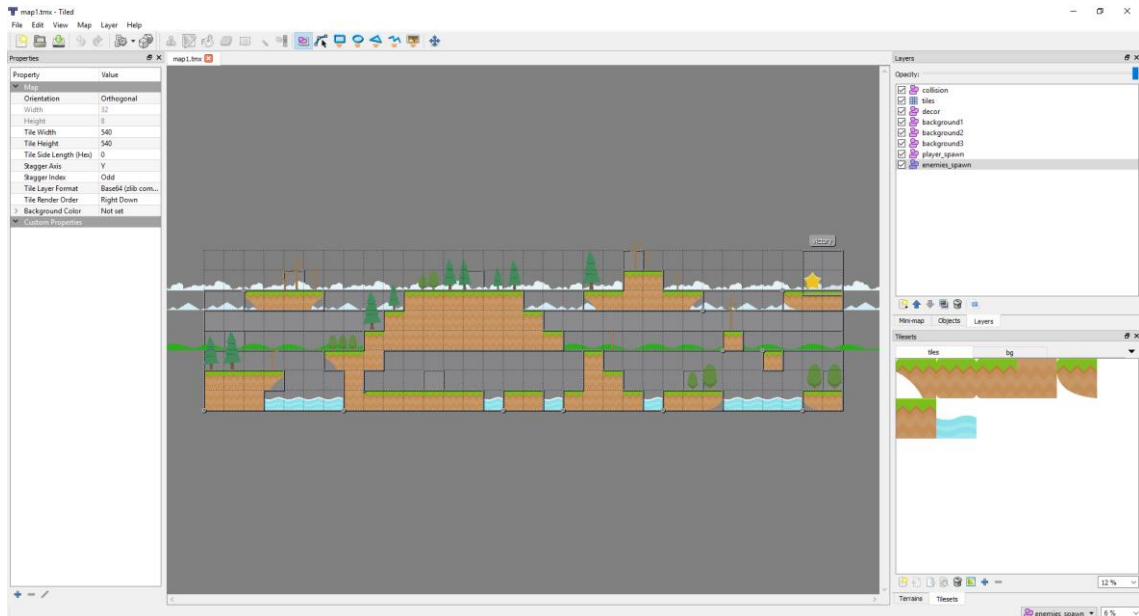 map1.tmx - Tiled
File Edit View Map Layer Help
Properties
map1.tmx
Property Value
Map
Orientation Orthogonal
Width 32
Height 8
Tile Width 540
Tile Height 540
Tile Side Length (Hex) 0
Stagger Axis Y
Stagger Index Odd
Tile Layer Format Base64 (zlib com...
Tile Render Order Right Down
Background Color Not set
Custom Properties
victory
Layers
Opacity:
collision
tiles
decor
background1
background2
background3
player_spawn
enemies_spawn
Mini-map Objects Layers
Tilesets
tiles bg
12 %
Terrains Tilesets
enemies_spawn 6 %